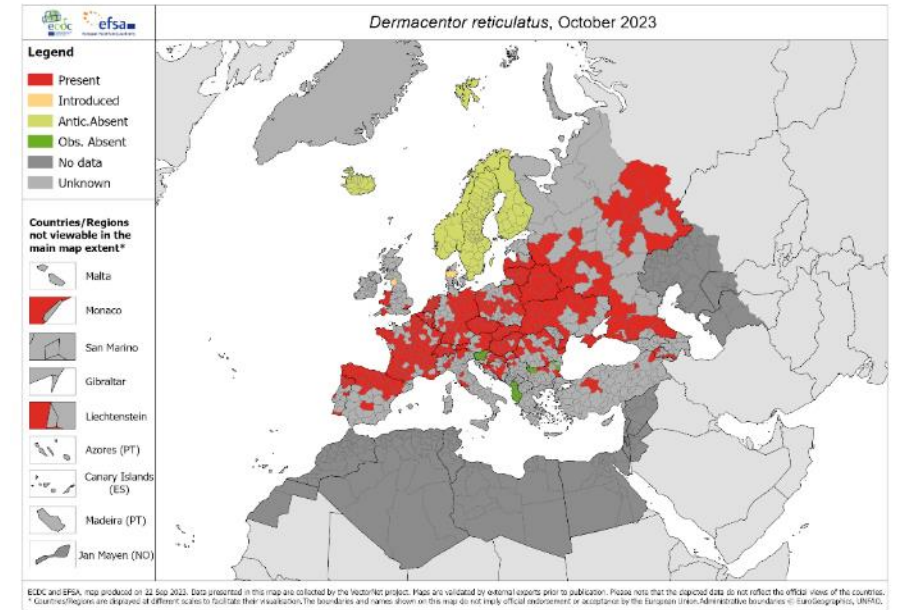 ecdc
efsa
Dermacentor reticulatus, October 2023
Legend
Present
Introduced
Antic.Absent
Obs. Absent
No data
Unknown
Countries/Regions
not viewable in the
main map extent*
Malta
Monaco
San Marino
Gibraltar
Liechtenstein
Azores (PT)
Canary Islands
(ES)
Madeira (PT)
Jan Mayen (NO)
ECDC and EFSA, map produced on 22 Sep 2023. Data presented in this map are collected by the VectorNet project. Maps are validated by external experts prior to publication. Please note that the depicted data do not reflect the official views of the countries.
* Countries/Regions are displayed at different scales to facilitate their visualisation. The boundaries and names shown on this map do not imply official endorsement or acceptance by the European Union. Administrative boundaries © EuroGeographics, UNFAO.